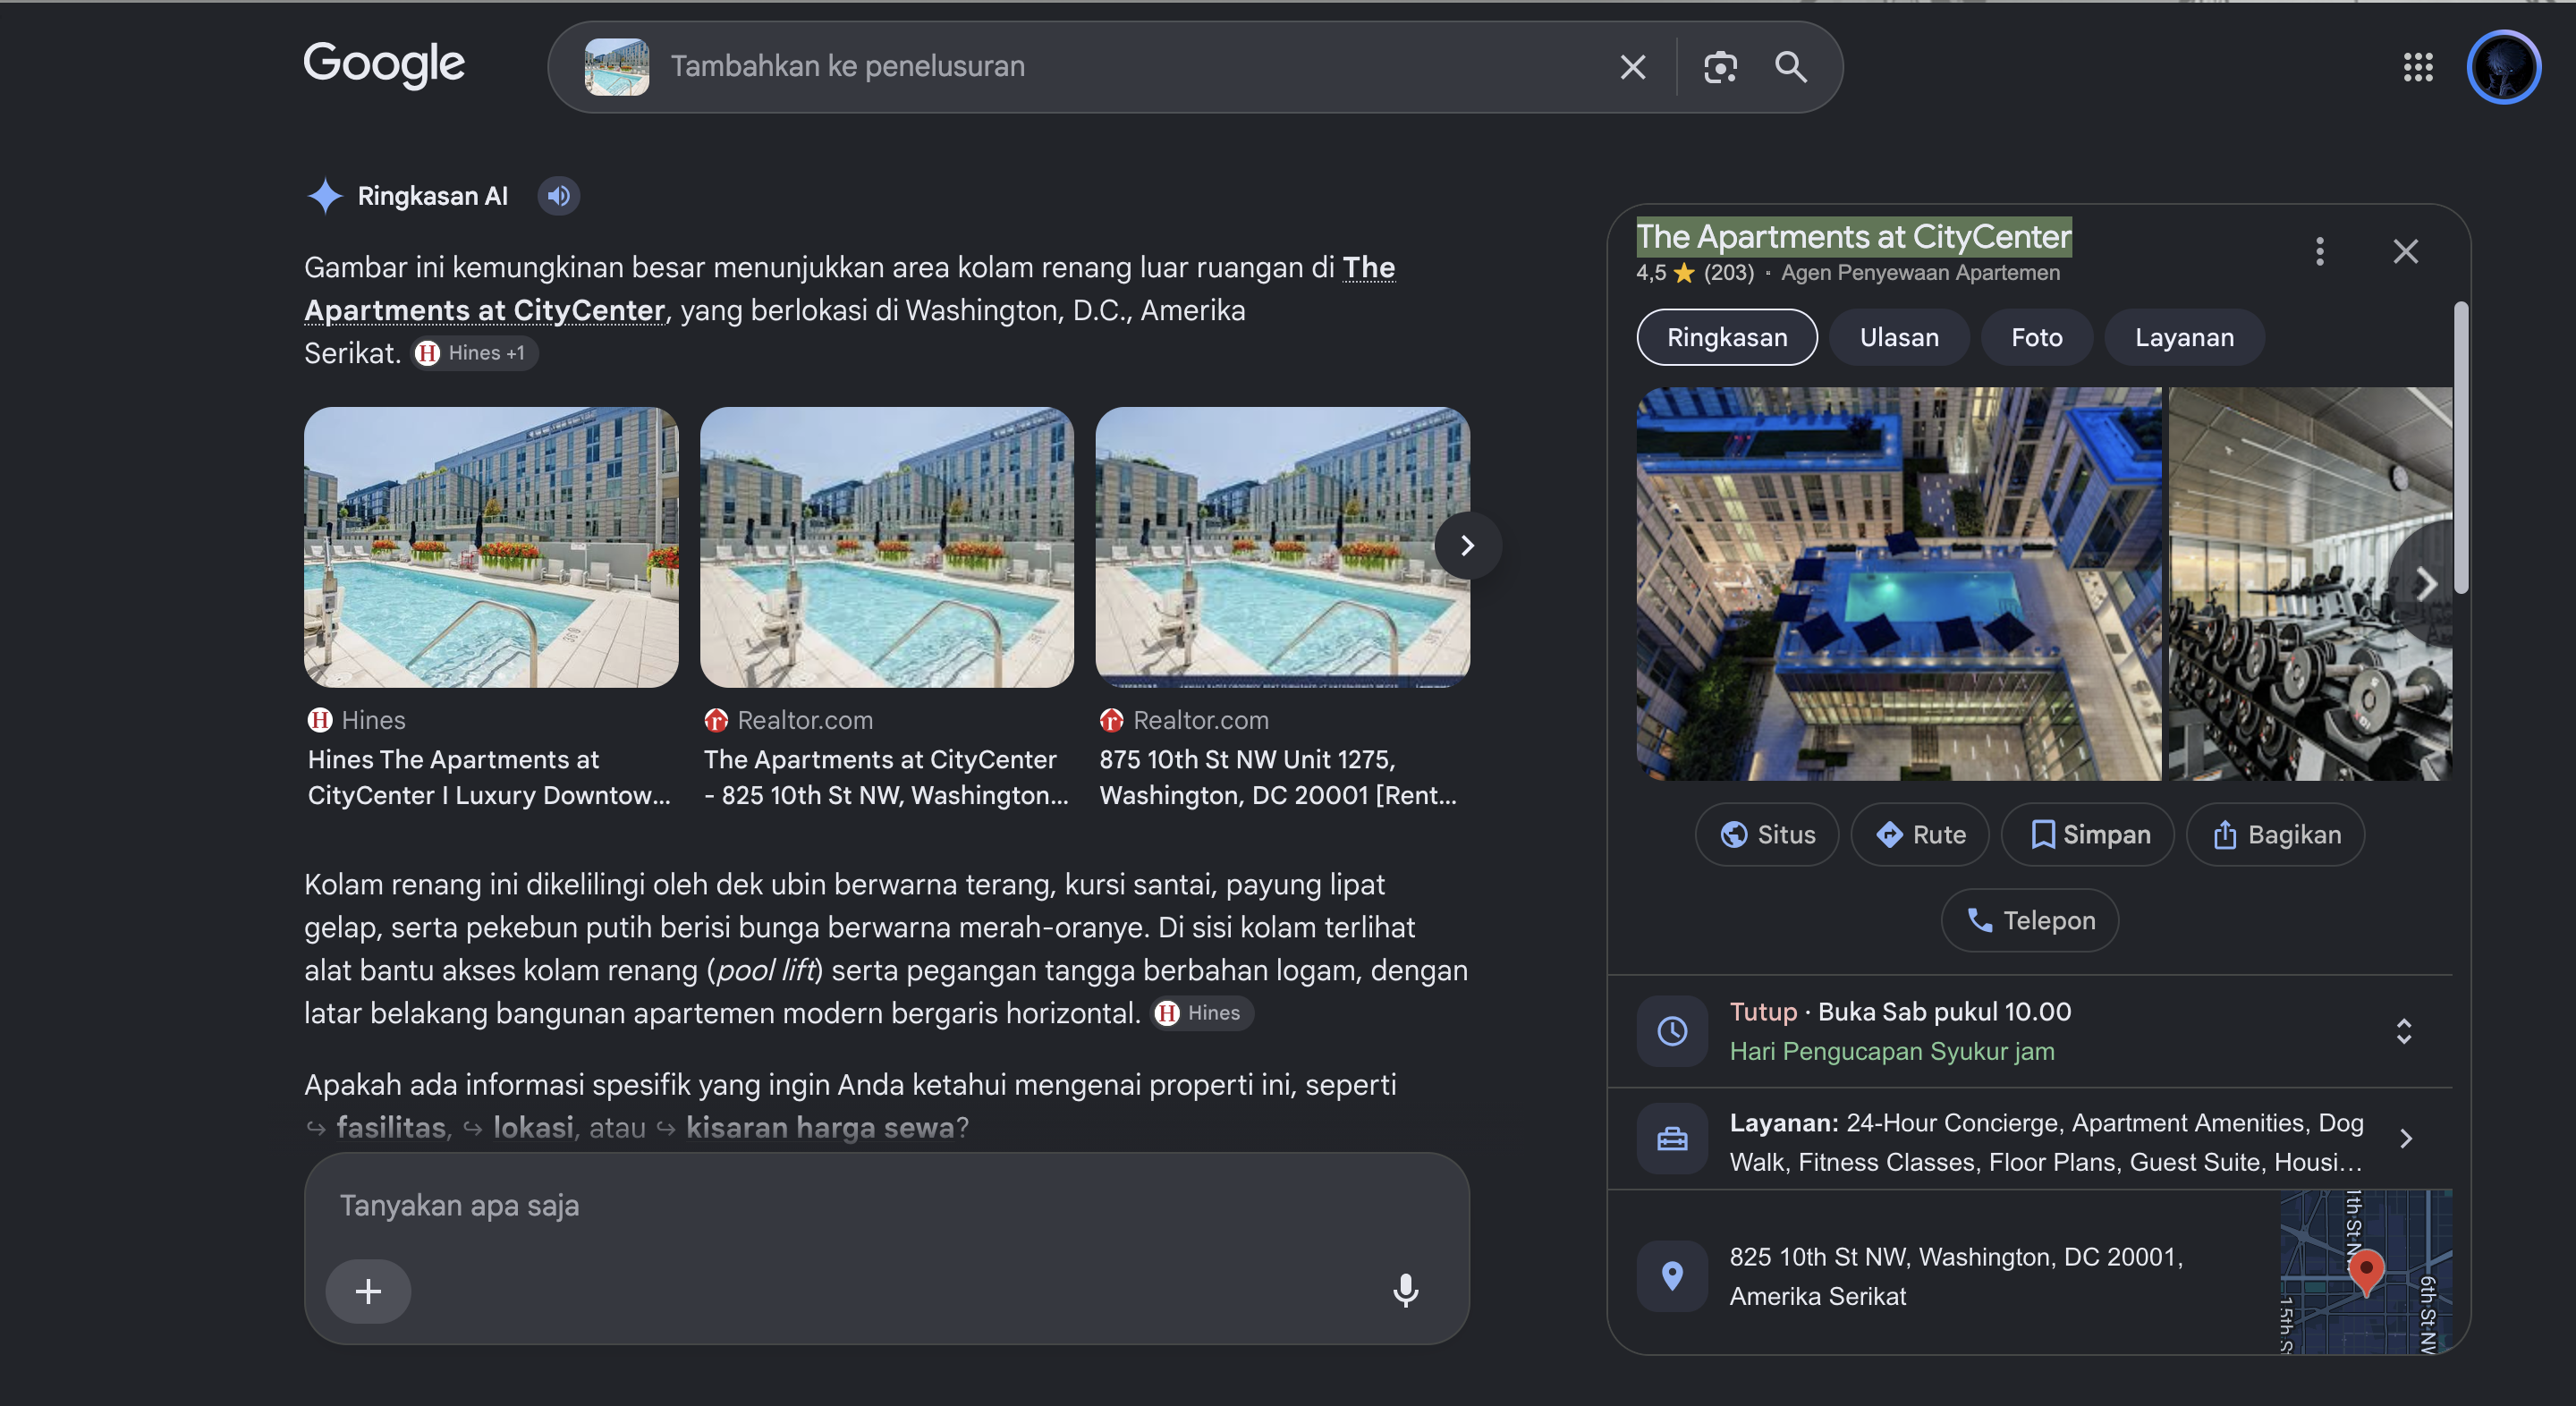 Google
Tambahkan ke penelusuran
Ringkasan AI
Gambar ini kemungkinan besar menunjukkan area kolam renang luar ruangan di The
Apartments at CityCenter, yang berlokasi di Washington, D.C., Amerika
Serikat. H Hines +1
H Hines
Hines The Apartments at
CityCenter I Luxury Downtow...
r Realtor.com
The Apartments at CityCenter
- 825 10th St NW, Washington...
r Realtor.com
875 10th St NW Unit 1275,
Washington, DC 20001 [Rent...
Kolam renang ini dikelilingi oleh dek ubin berwarna terang, kursi santai, payung lipat
gelap, serta pekebun putih berisi bunga berwarna merah-oranye. Di sisi kolam terlihat
alat bantu akses kolam renang (pool lift) serta pegangan tangga berbahan logam, dengan
latar belakang bangunan apartemen modern bergaris horizontal. H Hines
Apakah ada informasi spesifik yang ingin Anda ketahui mengenai properti ini, seperti
↪ fasilitas, ↪ lokasi, atau ↪ kisaran harga sewa?
Tanyakan apa saja
The Apartments at CityCenter
4,5 ★ (203) · Agen Penyewaan Apartemen
Ringkasan
Ulasan
Foto
Layanan
Situs
Rute
Simpan
Bagikan
Telepon
Tutup · Buka Sab pukul 10.00
Hari Pengucapan Syukur jam
Layanan: 24-Hour Concierge, Apartment Amenities, Dog
Walk, Fitness Classes, Floor Plans, Guest Suite, Housi...
825 10th St NW, Washington, DC 20001,
Amerika Serikat
1th St N
6th St NV
15th S